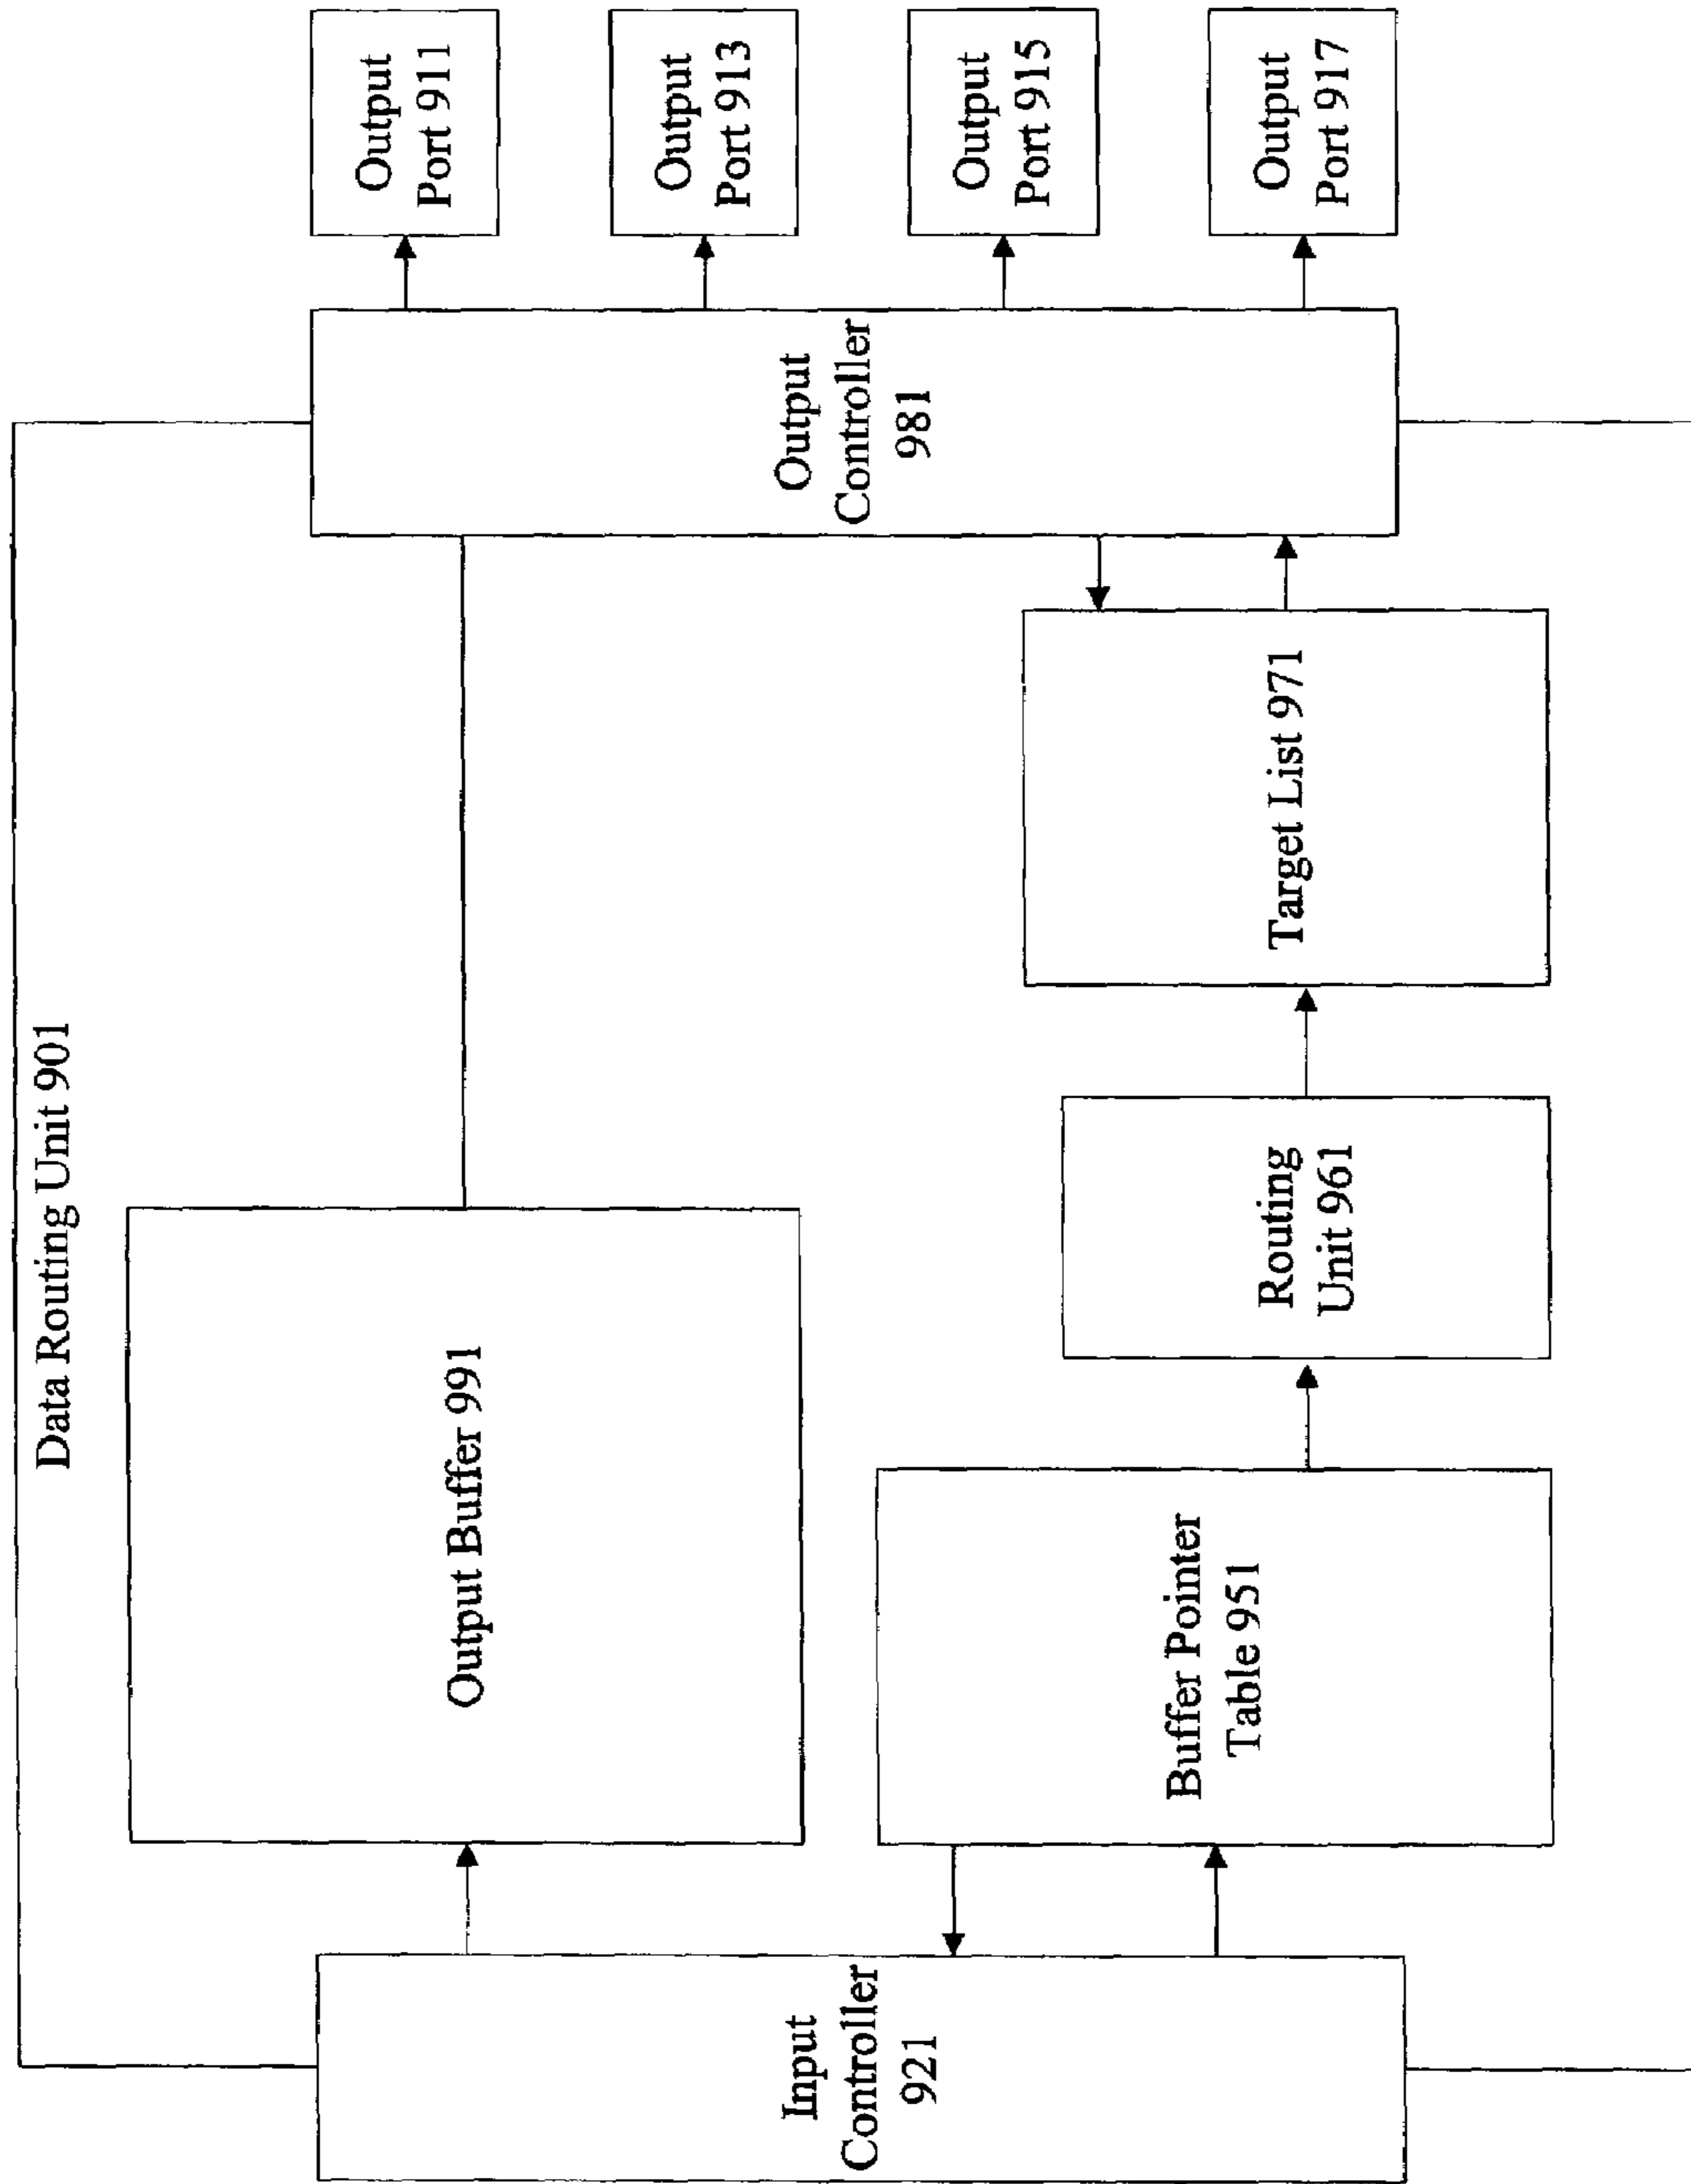 Data Routing Unit 901
Input
Controller
921
Output Buffer 991
Buffer Pointer
Table 951
Routing
Unit 961
Target List 971
Output
Controller
981
Output
Port 911
Output
Port 913
Output
Port 915
Output
Port 917